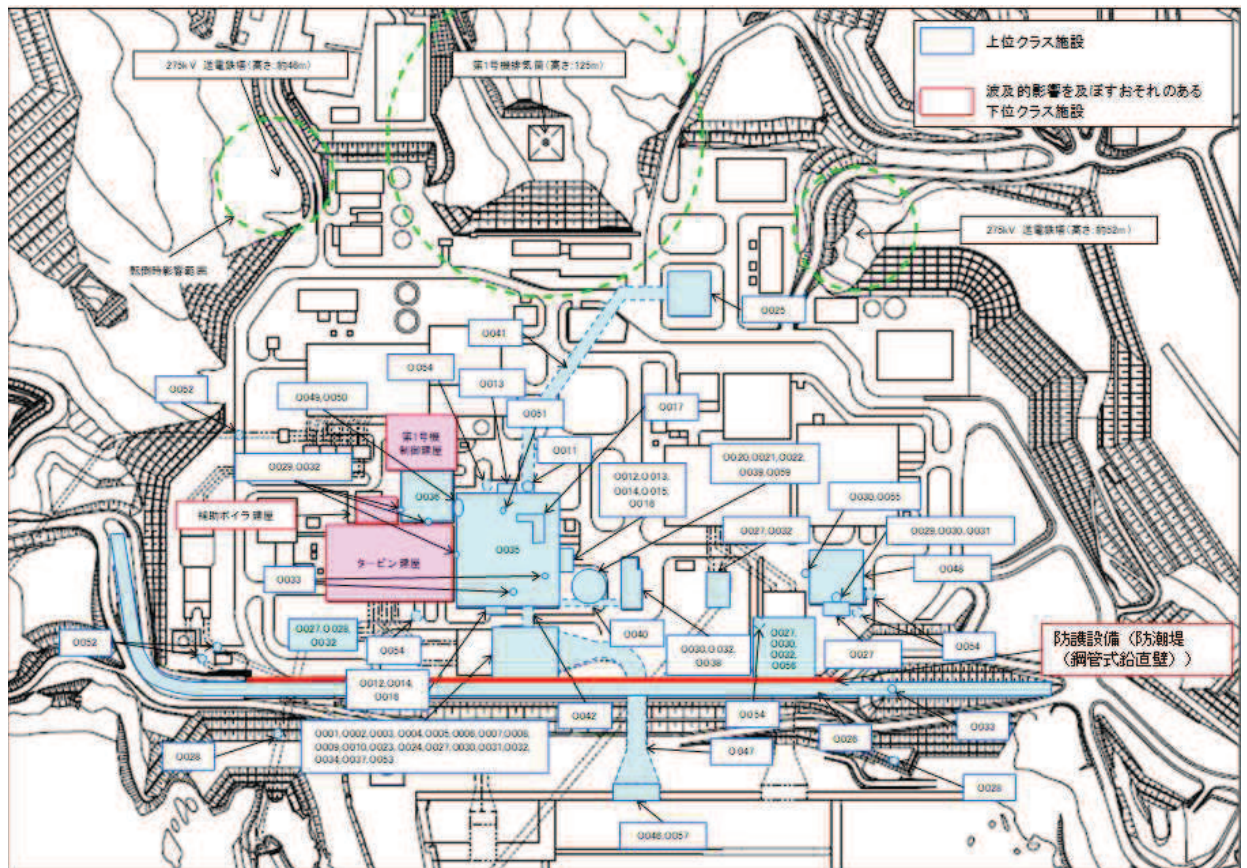 275kV 送電鉄塔(高さ:約46m)
第1号機排気筒(高さ:125m)
上位クラス施設
波及的影響を及ぼすおそれのある
下位クラス施設
275kV 送電鉄塔(高さ:約52m)
転倒時影響範囲
O025
O041
O054
O013
O051
O017
O052
O049,O050
第1号機
制御建屋
O011
O020,O021,O022,
O039,O059
O029,O032
O036
O012,O013,
O014,O015,
O016
O030,O055
補助ボイラ建屋
O027,O032
O029,O030,O031
O035
タービン建屋
O048
O033
O040
O027,O029,
O032
O054
O030,O032,
O038
O027,
O030,
O032,
O056
O027
O054
防護設備（防潮堤
（鋼管式鉛直壁））
O052
O012,O014,
O016
O042
O054
O033
O001,O002,O003,O004,O005,O006,O007,O008,
O009,O010,O023,O024,O027,O030,O031,O032,
O034,O037,O053
O047
O026
O028
O028
O046,O057